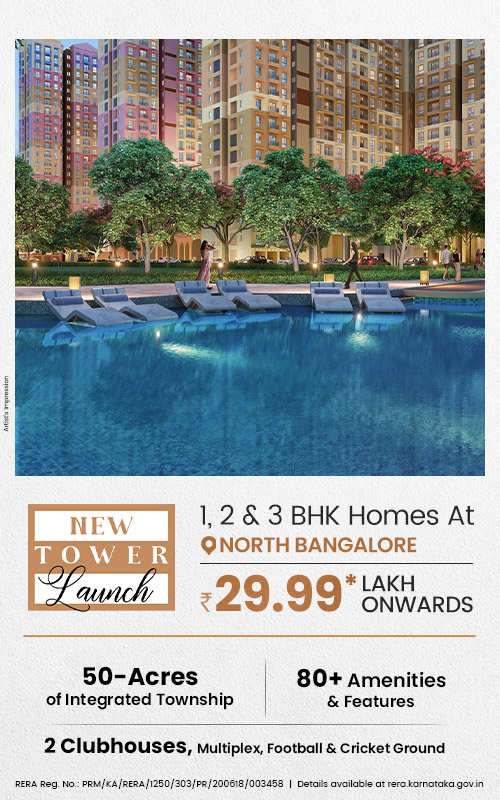 Artist's Impression
NEW
TOWER
Launch
1, 2 & 3 BHK Homes At
NORTH BANGALORE
₹29.99* LAKH
ONWARDS
50-Acres
of Integrated Township
80+ Amenities
& Features
2 Clubhouses, Multiplex, Football & Cricket Ground
RERA Reg. No.: PRM/KA/RERA/1250/303/PR/200618/003458 | Details available at rera.karnataka.gov.in